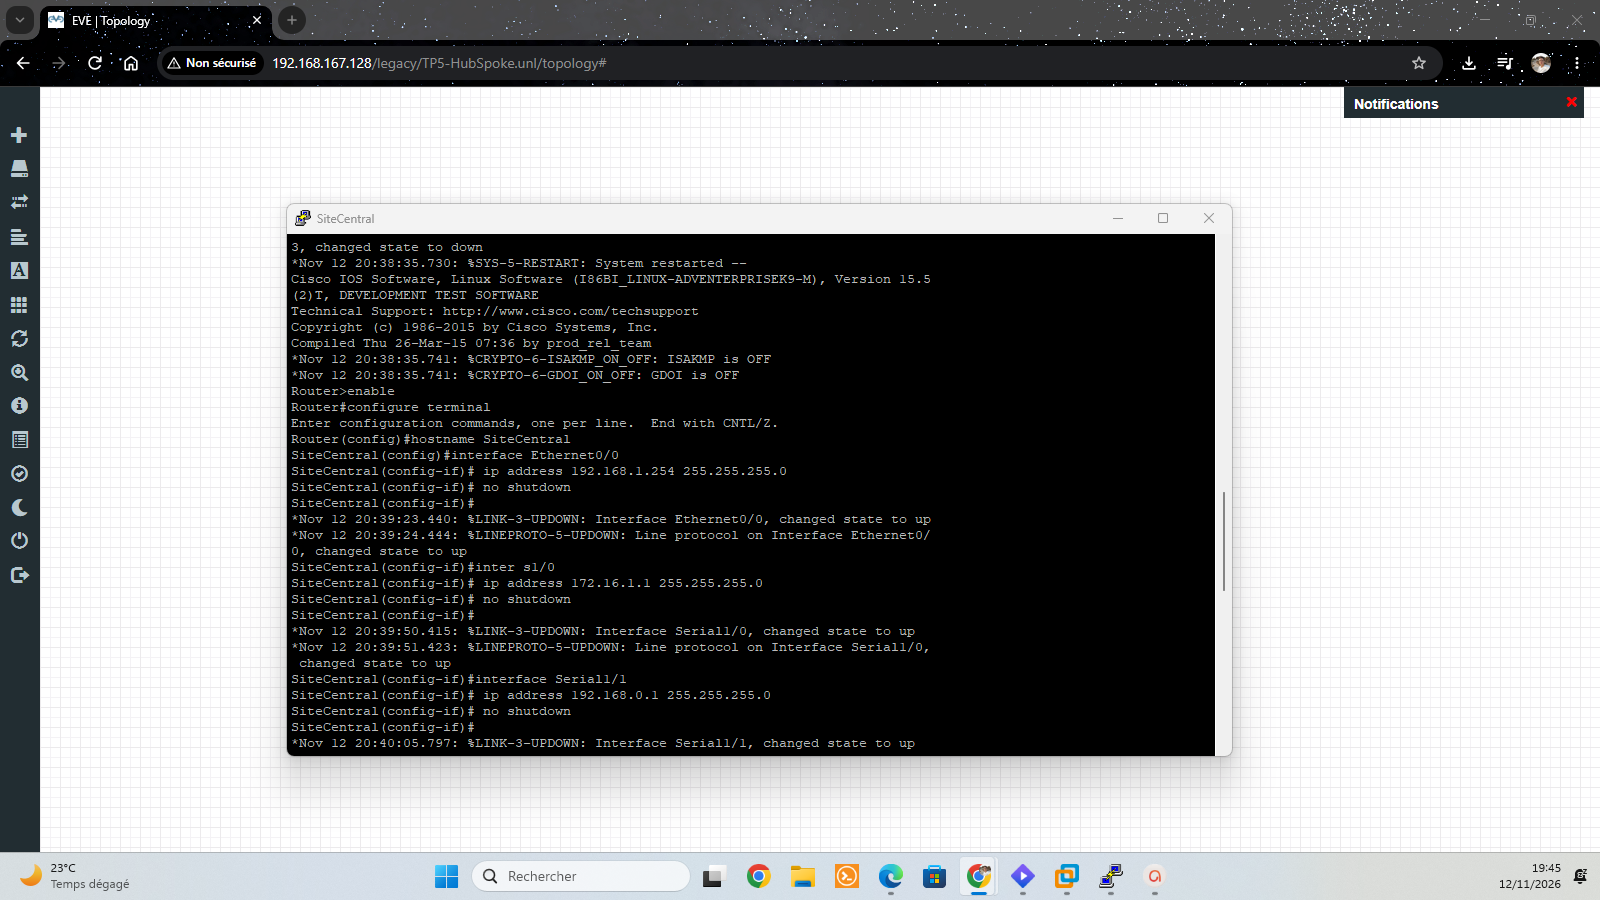 EVE | Topology
Non sécurisé
192.168.167.128/legacy/TP5-HubSpoke.unl/topology#
Notifications
SiteCentral
3, changed state to down
*Nov 12 20:38:35.730: %SYS-5-RESTART: System restarted --
Cisco IOS Software, Linux Software (I86BI_LINUX-ADVENTERPRISEK9-M), Version 15.5
(2)T, DEVELOPMENT TEST SOFTWARE
Technical Support: http://www.cisco.com/techsupport
Copyright (c) 1986-2015 by Cisco Systems, Inc.
Compiled Thu 26-Mar-15 07:36 by prod_rel_team
*Nov 12 20:38:35.741: %CRYPTO-6-ISAKMP_ON_OFF: ISAKMP is OFF
*Nov 12 20:38:35.741: %CRYPTO-6-GDOI_ON_OFF: GDOI is OFF
Router>enable
Router#configure terminal
Enter configuration commands, one per line.  End with CNTL/Z.
Router(config)#hostname SiteCentral
SiteCentral(config)#interface Ethernet0/0
SiteCentral(config-if)# ip address 192.168.1.254 255.255.255.0
SiteCentral(config-if)# no shutdown
SiteCentral(config-if)#
*Nov 12 20:39:23.440: %LINK-3-UPDOWN: Interface Ethernet0/0, changed state to up
*Nov 12 20:39:24.444: %LINEPROTO-5-UPDOWN: Line protocol on Interface Ethernet0/
0, changed state to up
SiteCentral(config-if)#inter s1/0
SiteCentral(config-if)# ip address 172.16.1.1 255.255.255.0
SiteCentral(config-if)# no shutdown
SiteCentral(config-if)#
*Nov 12 20:39:50.415: %LINK-3-UPDOWN: Interface Serial1/0, changed state to up
*Nov 12 20:39:51.423: %LINEPROTO-5-UPDOWN: Line protocol on Interface Serial1/0,
changed state to up
SiteCentral(config-if)#interface Serial1/1
SiteCentral(config-if)# ip address 192.168.0.1 255.255.255.0
SiteCentral(config-if)# no shutdown
SiteCentral(config-if)#
*Nov 12 20:40:05.797: %LINK-3-UPDOWN: Interface Serial1/1, changed state to up
23°C
Temps dégagé
Rechercher
19:45
12/11/2026